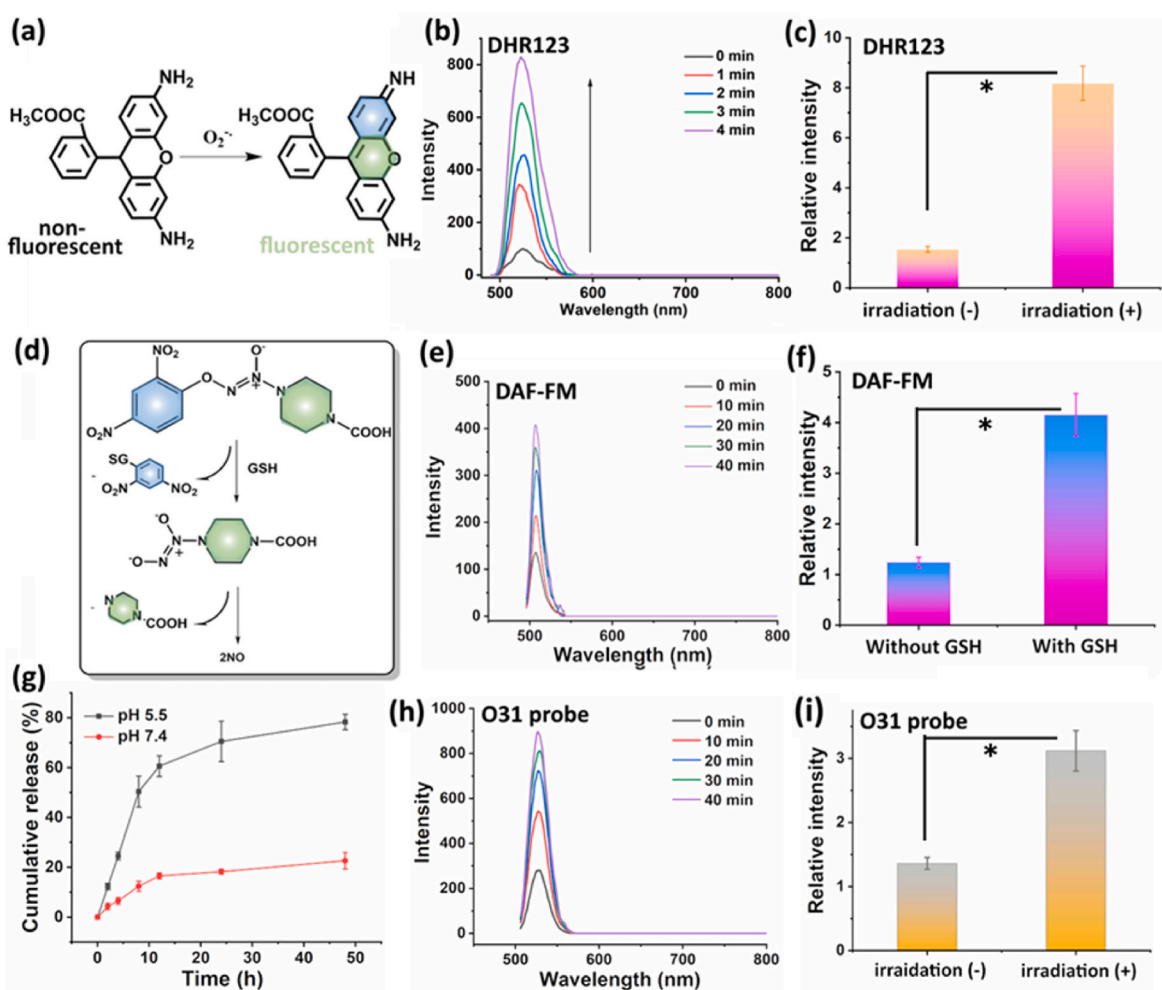 (a)
NH₂
H₃COOC
O
NH₂
non-
fluorescent
O₂⁻·
NH
H₃COOC
O
NH₂
fluorescent
(b)
DHR123
0 min
1 min
2 min
3 min
4 min
800
600
400
200
0
Intensity
500 600 700 800
Wavelength (nm)
(c)
DHR123
10
8
6
4
2
0
Relative intensity
*
irradiation (-) irradiation (+)
(d)
NO₂
O⁻
O
N
N
+
N
N
COOH
NO₂
GSH
-
SG
O₂N
NO₂
⁻O
N
N
COOH
⁻O
N
+
-
N
N
COOH
2NO
(e)
DAF-FM
0 min
10 min
20 min
30 min
40 min
500
400
300
200
100
0
Intensity
500 600 700 800
Wavelength (nm)
(f)
DAF-FM
5
4
3
2
1
0
Relative intensity
*
Without GSH With GSH
(g)
pH 5.5
pH 7.4
80
60
40
20
0
Cumulative release (%)
0 10 20 30 40 50
Time (h)
(h)
O31 probe
0 min
10 min
20 min
30 min
40 min
1000
800
600
400
200
0
Intensity
500 600 700 800
Wavelength (nm)
(i)
O31 probe
3
2
1
0
Relative intensity
*
irraidation (-) irradiation (+)